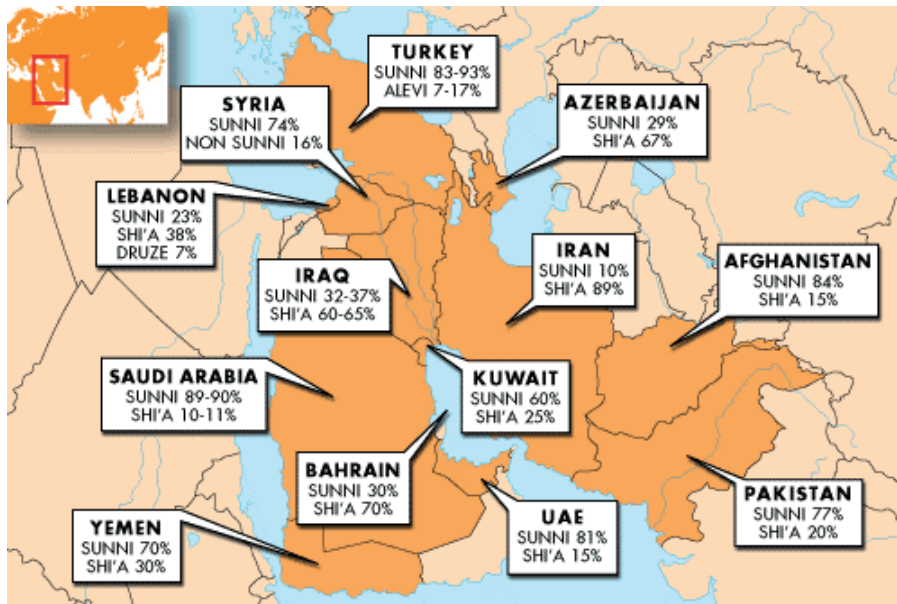 TURKEY
SUNNI 83-93%
ALEVI 7-17%
SYRIA
SUNNI 74%
NON SUNNI 16%
AZERBAIJAN
SUNNI 29%
SHI'A 67%
LEBANON
SUNNI 23%
SHI'A 38%
DRUZE 7%
IRAQ
SUNNI 32-37%
SHI'A 60-65%
IRAN
SUNNI 10%
SHI'A 89%
AFGHANISTAN
SUNNI 84%
SHI'A 15%
SAUDI ARABIA
SUNNI 89-90%
SHI'A 10-11%
KUWAIT
SUNNI 60%
SHI'A 25%
BAHRAIN
SUNNI 30%
SHI'A 70%
UAE
SUNNI 81%
SHI'A 15%
PAKISTAN
SUNNI 77%
SHI'A 20%
YEMEN
SUNNI 70%
SHI'A 30%